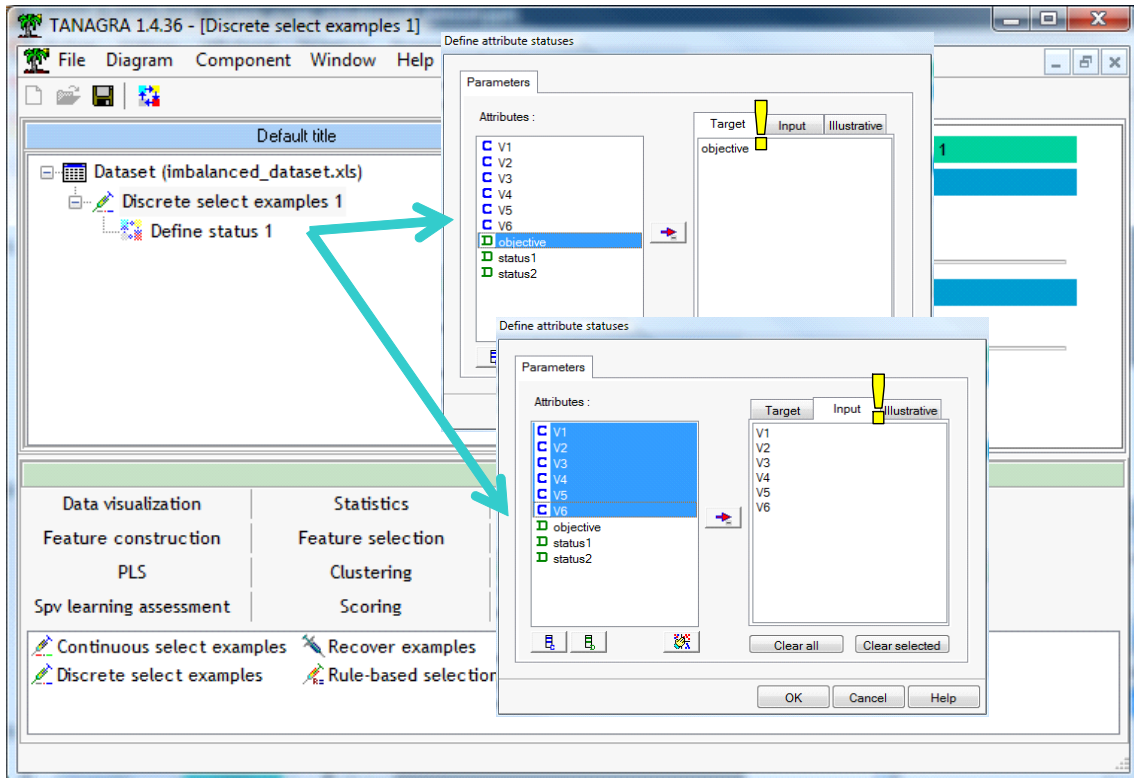 TANAGRA 1.4.36 - [Discrete select examples 1]
File Diagram Component Window Help
Default title
Dataset (imbalanced_dataset.xls)
Discrete select examples 1
Define status 1
1
Define attribute statuses
Parameters
Attributes :
Target Input Illustrative
C V1
C V2
C V3
C V4
C V5
C V6
D objective
D status1
D status2
objective
Define attribute statuses
Parameters
Attributes :
Target Input Illustrative
C V1
C V2
C V3
C V4
C V5
C V6
D objective
D status1
D status2
V1
V2
V3
V4
V5
V6
Clear all Clear selected
OK Cancel Help
Data visualization Statistics
Feature construction Feature selection
PLS Clustering
Spv learning assessment Scoring
Continuous select examples Recover examples
Discrete select examples Rule-based selection